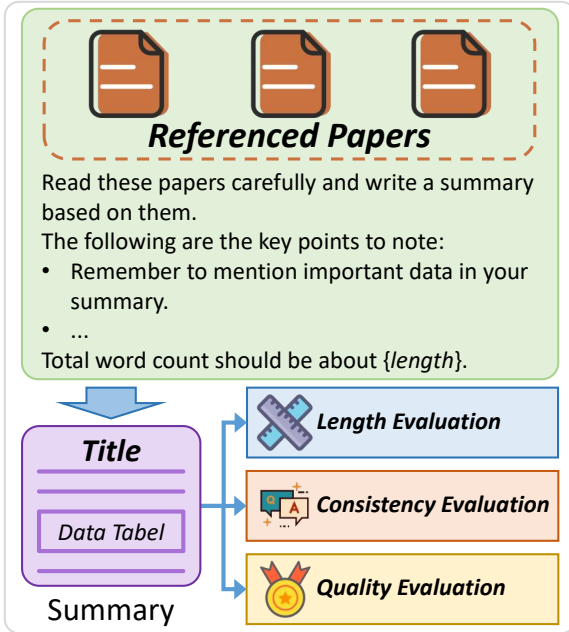 Referenced Papers
Read these papers carefully and write a summary
based on them.
The following are the key points to note:
• Remember to mention important data in your
summary.
• ...
Total word count should be about {length}.
Title
Data Tabel
Summary
Length Evaluation
Q
A
Consistency Evaluation
Quality Evaluation